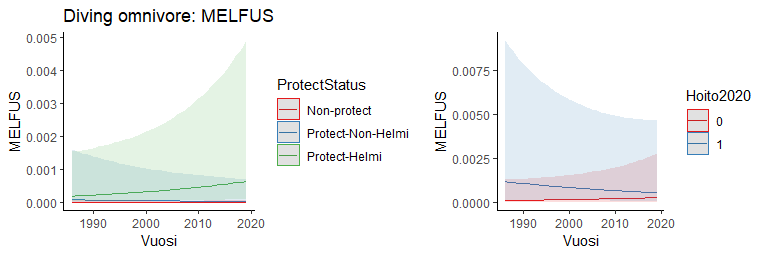 Diving omnivore: MELFUS
MELFUS
0.005
0.004
0.003
0.002
0.001
0.000
1990
2000
2010
2020
Vuosi
ProtectStatus
Non-protect
Protect-Non-Helmi
Protect-Helmi
MELFUS
0.0075
0.0050
0.0025
0.0000
1990
2000
2010
2020
Vuosi
Hoito2020
0
1